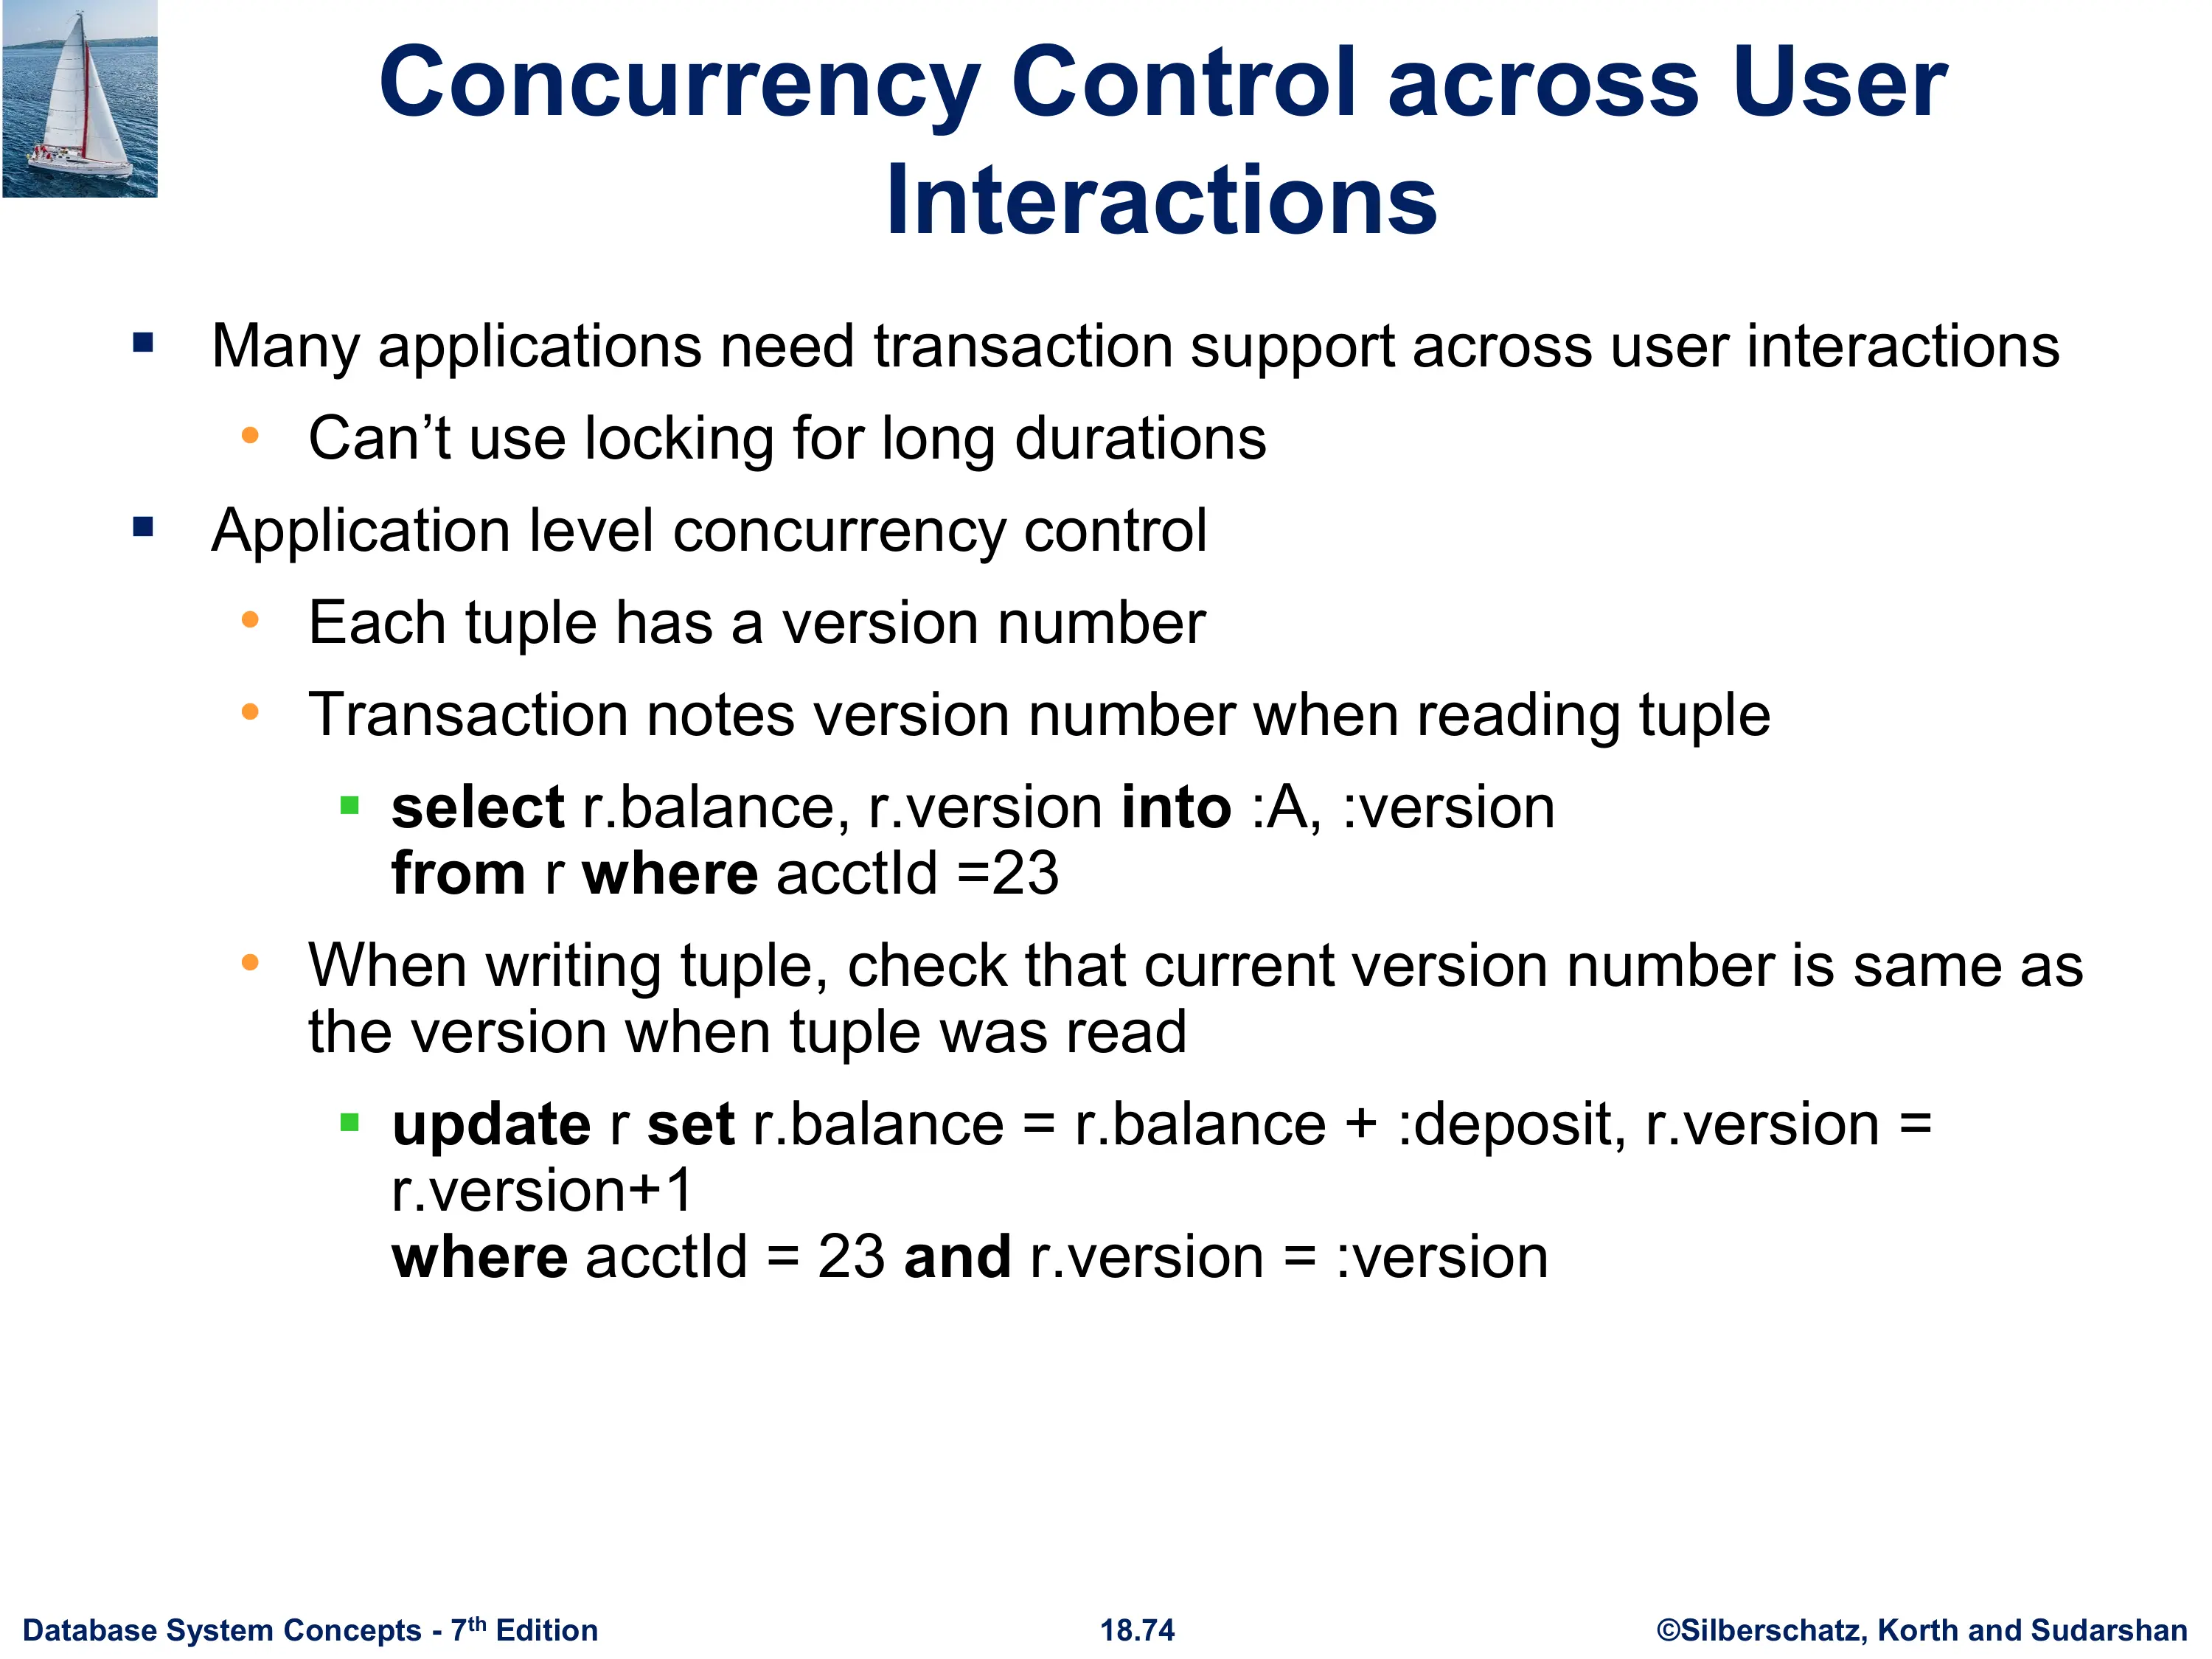 Concurrency Control across User
Interactions
▪ Many applications need transaction support across user interactions
• Can’t use locking for long durations
▪ Application level concurrency control
• Each tuple has a version number
• Transaction notes version number when reading tuple
▪ select r.balance, r.version into :A, :version
from r where acctId =23
• When writing tuple, check that current version number is same as
the version when tuple was read
▪ update r set r.balance = r.balance + :deposit, r.version =
r.version+1
where acctId = 23 and r.version = :version
Database System Concepts - 7th Edition
18.74
©Silberschatz, Korth and Sudarshan